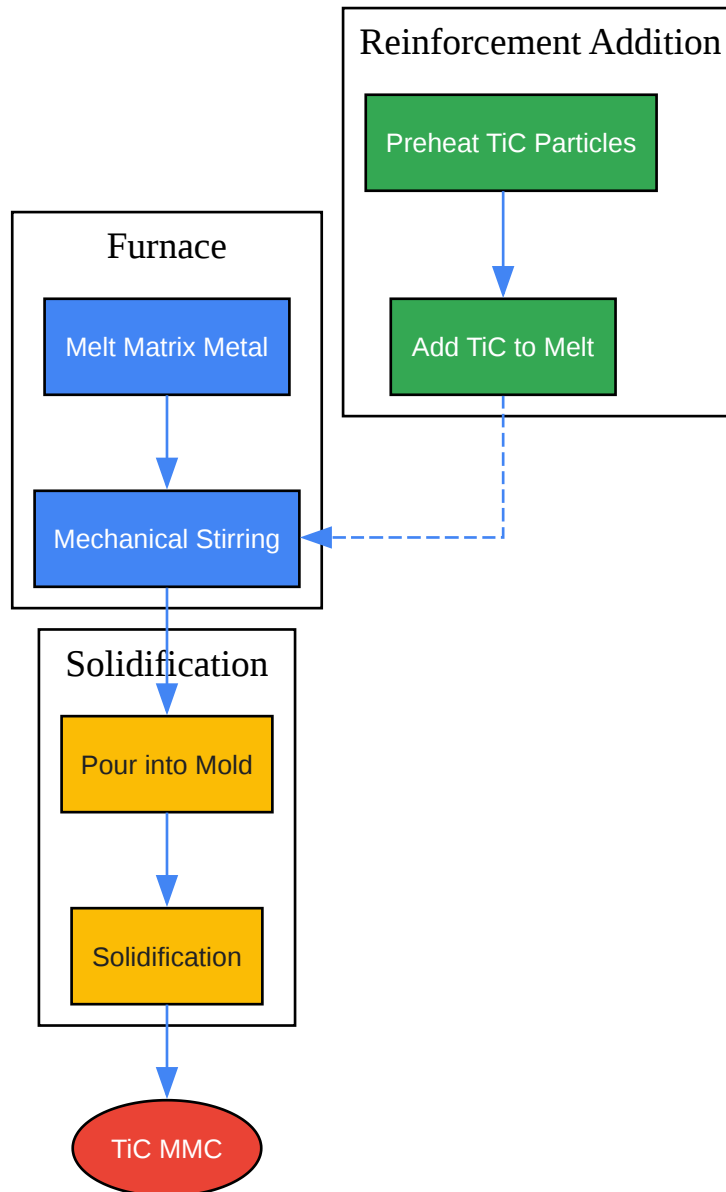 Reinforcement Addition
Preheat TiC Particles
Add TiC to Melt
Furnace
Melt Matrix Metal
Mechanical Stirring
Solidification
Pour into Mold
Solidification
TiC MMC